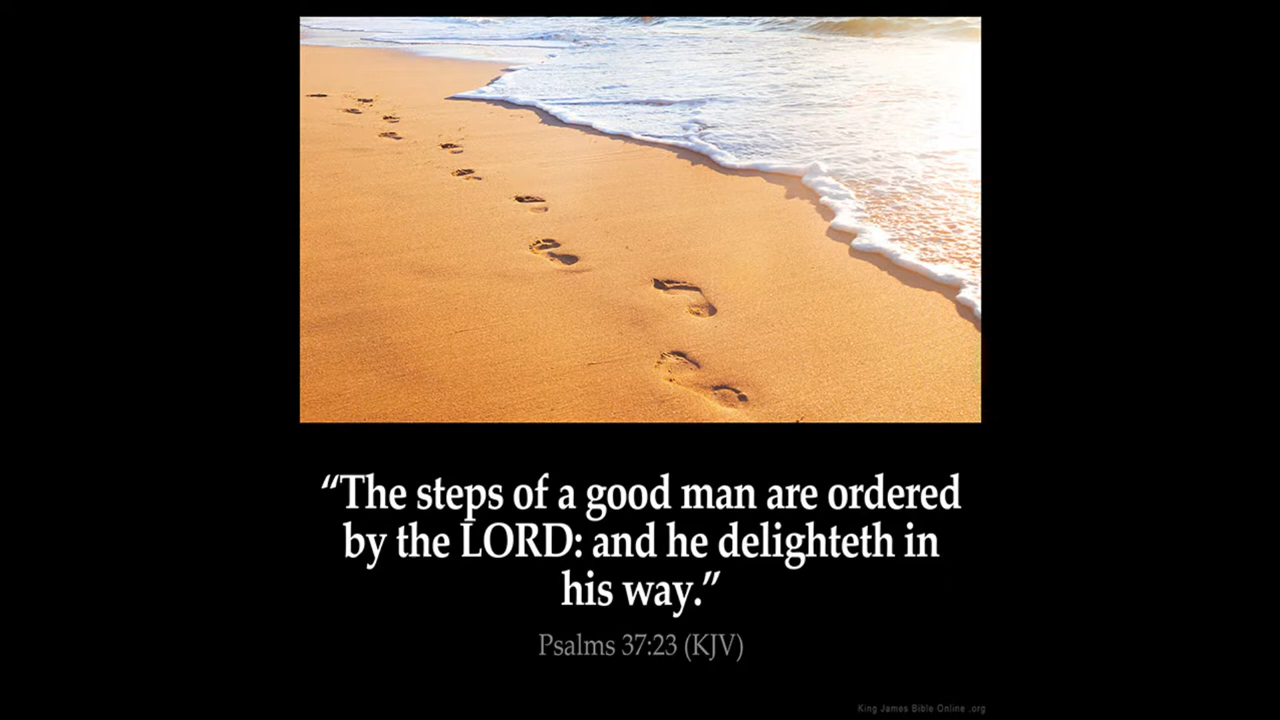 “The steps of a good man are ordered
by the LORD: and he delighteth in
his way.”
Psalms 37:23 (KJV)
King James Bible Online .org